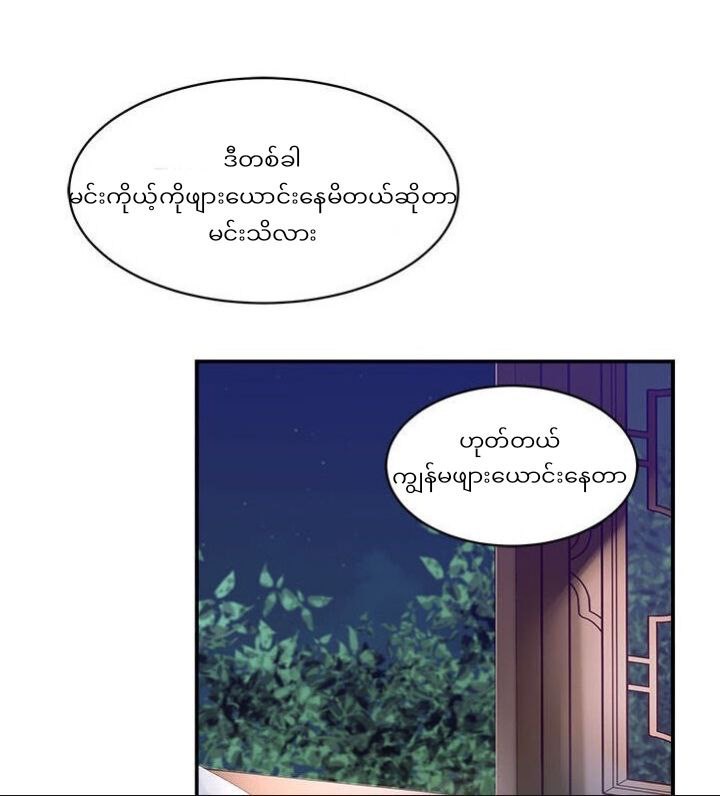 ဒီတစ်ခါ
မင်းကိုယ့်ကိုဖျားယောင်းနေမိတယ်ဆိုတာ
မင်းသိလား
ဟုတ်တယ်
ကျွန်မဖျားယောင်းနေတာ